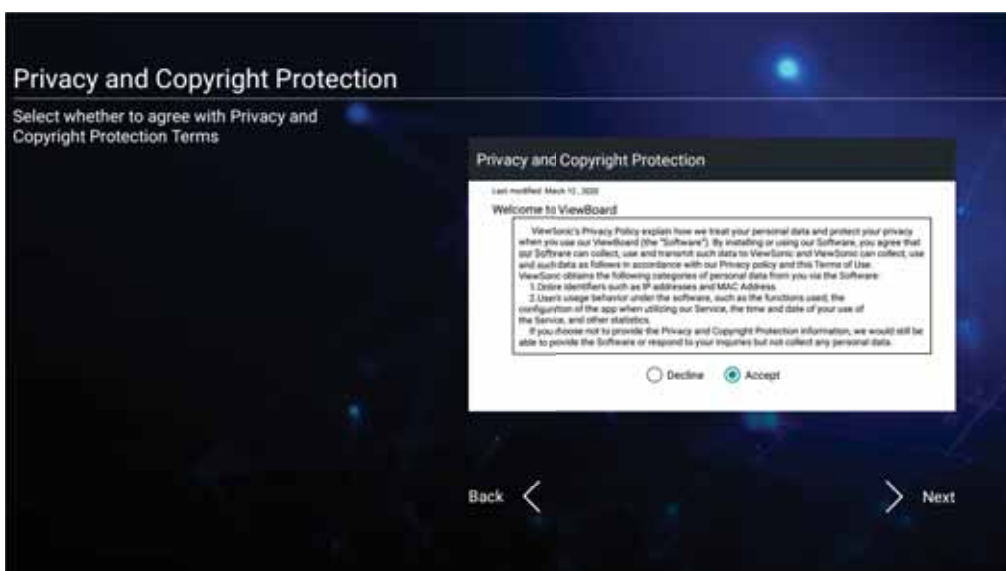 Privacy and Copyright Protection
Select whether to agree with Privacy and
Copyright Protection Terms
Privacy and Copyright Protection
Last modified: March 12, 2020
Welcome to ViewBoard
ViewSonic's Privacy Policy explain how we treat your personal data and protect your privacy
when you use our ViewBoard (the "Software"). By installing or using our Software, you agree that
our Software can collect, use and transmit such data to ViewSonic and ViewSonic can collect, use
and such data as follows in accordance with our Privacy policy and this Terms of Use.
ViewSonic obtains the following categories of personal data from you via the Software:
1.Online identifiers such as IP addresses and MAC Address
2.User's usage behavior under the software, such as the functions used, the
configuration of the app when utilizing our Service, the time and date of your use of
the Service, and other statistics.
If you choose not to provide the Privacy and Copyright Protection information, we would still be
able to provide the Software or respond to your inquiries but not collect any personal data.
Decline Accept
Back Next